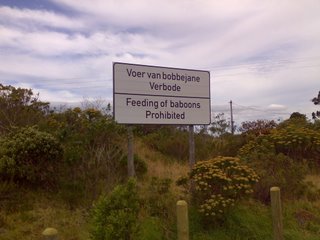 Voer van bobbejane
Verbode
Feeding of baboons
Prohibited